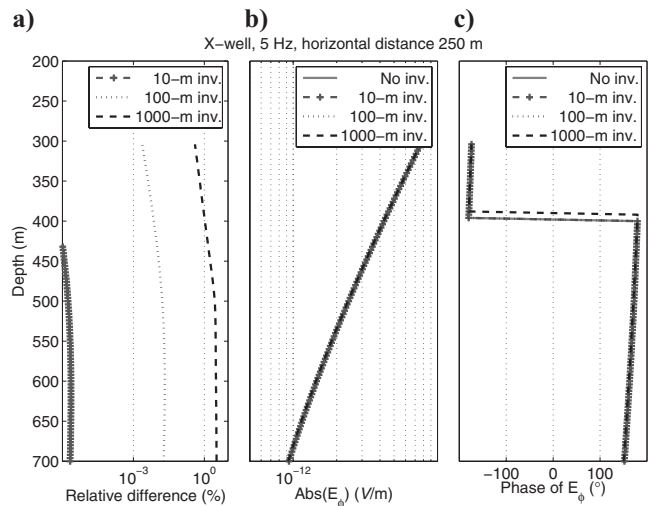 a)
b)
c)
X−well, 5 Hz, horizontal distance 250 m
200
250
300
350
400
450
500
550
600
650
700
Depth (m)
10−m inv.
100−m inv.
1000−m inv.
10⁻³
10⁰
Relative difference (%)
No inv.
10−m inv.
100−m inv.
1000−m inv.
10⁻¹²
Abs(E_ϕ) (V/m)
No inv.
10−m inv.
100−m inv.
1000−m inv.
−100
0
100
Phase of E_ϕ (°)